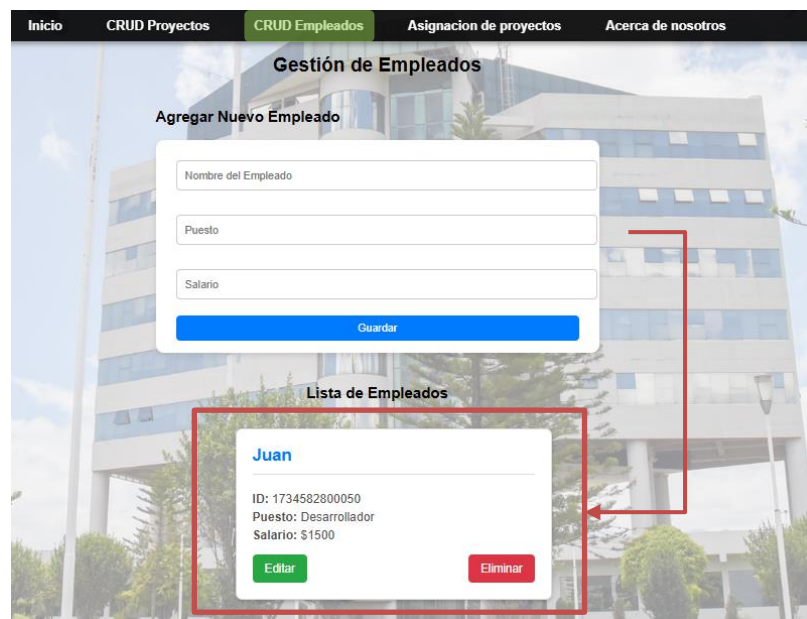 Inicio CRUD Proyectos CRUD Empleados Asignacion de proyectos Acerca de nosotros
Gestión de Empleados
Agregar Nuevo Empleado
Nombre del Empleado
Puesto
Salario
Guardar
Lista de Empleados
Juan
ID: 1734582800050
Puesto: Desarrollador
Salario: $1500
Editar Eliminar